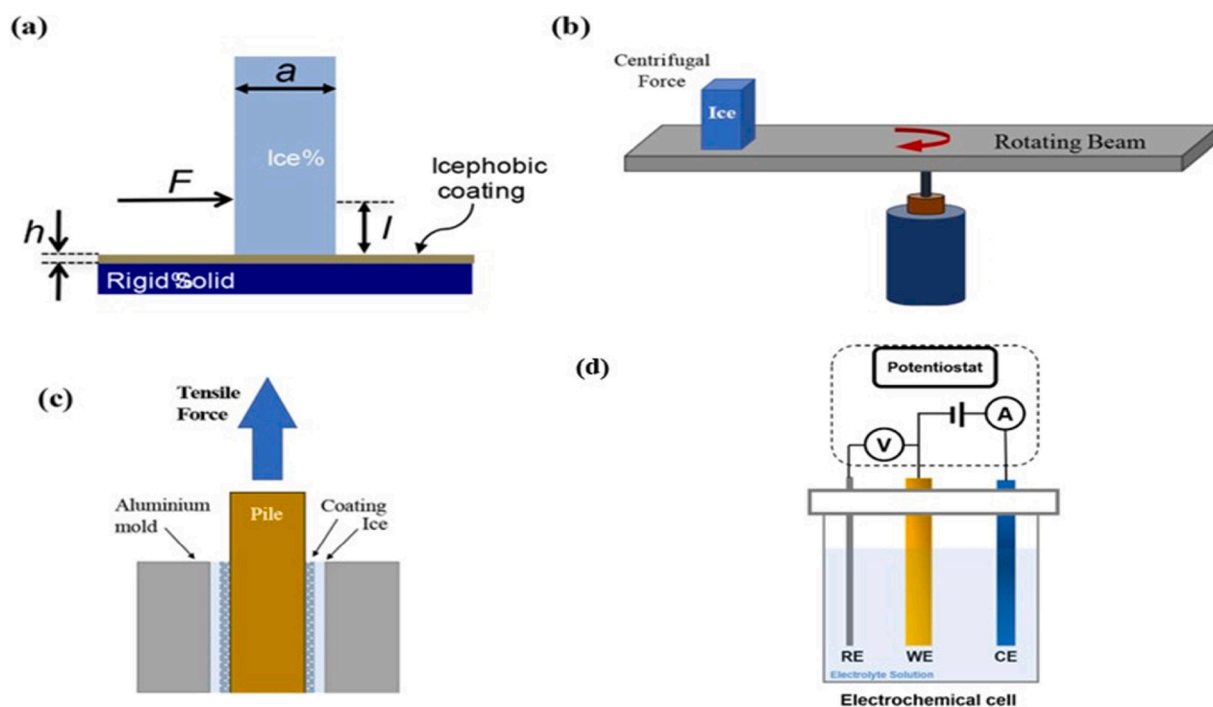 (a)
a
Ice%
F
l
h
Icephobic
coating
Rigid%Solid
(b)
Centrifugal
Force
Ice
Rotating Beam
(c)
Tensile
Force
Aluminium
mold
Pile
Coating
Ice
(d)
Potentiostat
V
A
RE
WE
CE
Electrolyte Solution
Electrochemical cell